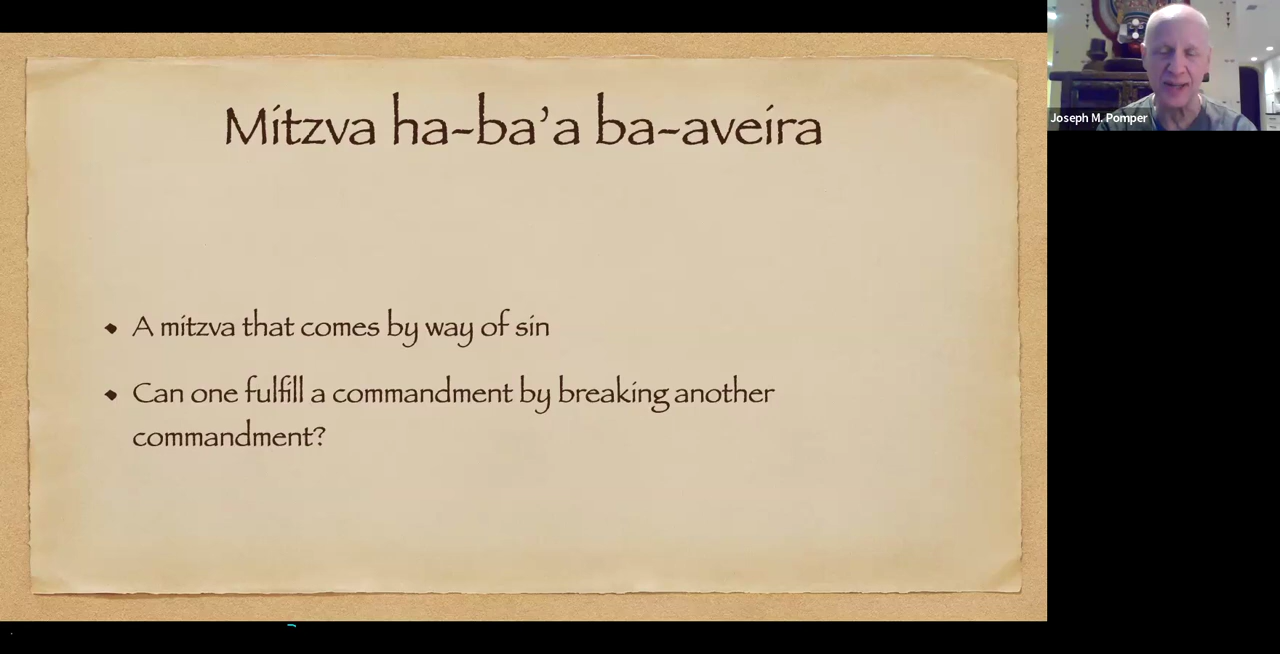 Mitzva ha-ba’a ba-aveira
A mitzva that comes by way of sin
Can one fulfill a commandment by breaking another
commandment?
Joseph M. Pomper